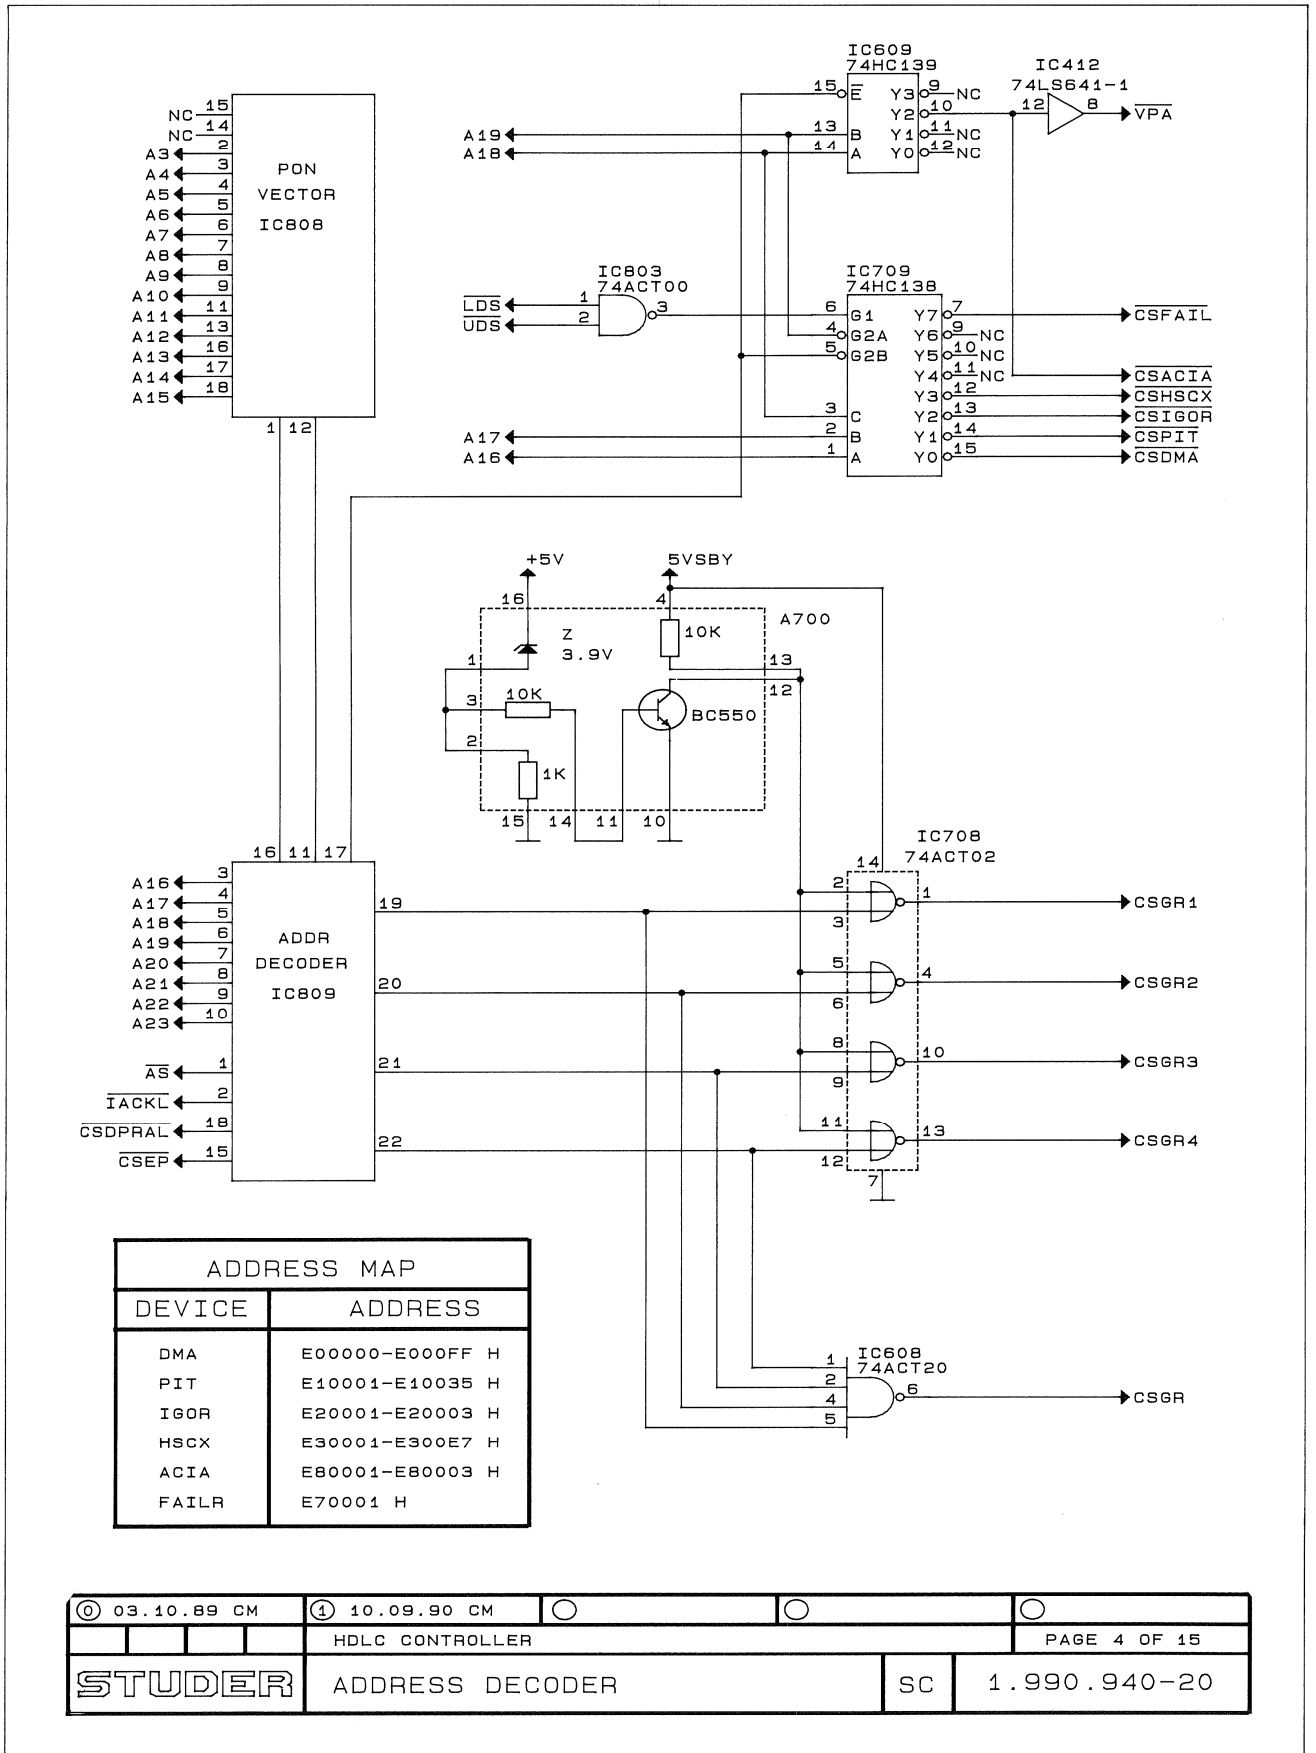 IC609
74HC139
15 E
Y3 9 NC
Y2 10
13 B
Y1 11 NC
14 A
Y0 12 NC
A19
A18
IC412
74LS641-1
12 8 VPA
NC 15
NC 14
A3 2
A4 3
A5 4
A6 5
A7 6
A8 7
A9 8
A10 9
A11 11
A12 13
A13 16
A14 17
A15 18
PON
VECTOR
IC808
1 12
IC803
74ACT00
LDS 1
UDS 2
3
IC709
74HC138
6 G1
4 G2A
5 G2B
3 C
2 B
1 A
A17
A16
Y7 7 CSFAIL
Y6 9 NC
Y5 10 NC
Y4 11 NC
CSACIA
Y3 12 CSHSCX
Y2 13 CSIGOR
Y1 14 CSPIT
Y0 15 CSDMA
+5V
5VSBY
16
4
A700
Z
3.9V
10K
1
13
12
3
10K
BC550
2
1K
15 14 11 10
IC708
74ACT02
14
16 11 17
A16 3
A17 4
A18 5
A19 6
A20 7
A21 8
A22 9
A23 10
AS 1
IACKL 2
CSDPRAL 18
CSEP 15
ADDR
DECODER
IC809
19
20
21
22
2
3
1 CSGR1
5
6
4 CSGR2
8
9
10 CSGR3
11
12
13 CSGR4
7
IC608
74ACT20
1
2
4
5
6 CSGR
ADDRESS MAP
DEVICE ADDRESS
DMA E00000-E000FF H
PIT E10001-E10035 H
IGOR E20001-E20003 H
HSCX E30001-E300E7 H
ACIA E80001-E80003 H
FAILR E70001 H
0 03.10.89 CM 1 10.09.90 CM
HDLC CONTROLLER PAGE 4 OF 15
STUDER ADDRESS DECODER SC 1.990.940-20